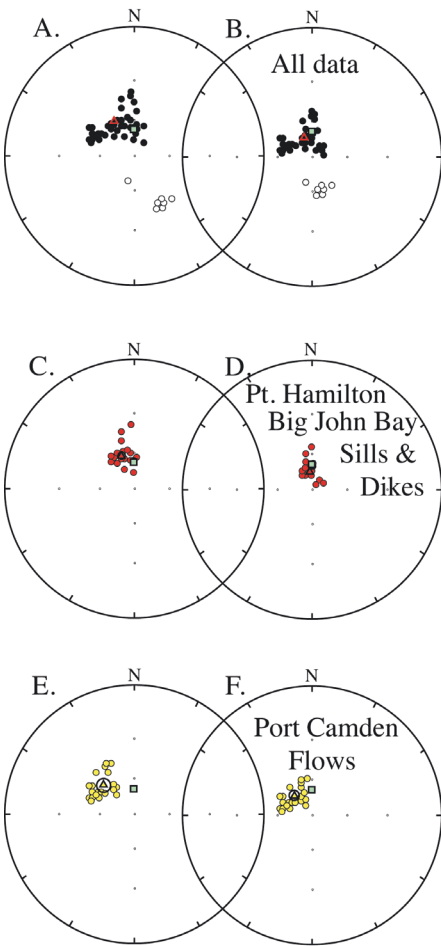 A.
N
B.
N
All data
C.
N
D.
N
Pt. Hamilton
Big John Bay
Sills &
Dikes
E.
N
F.
N
Port Camden
Flows